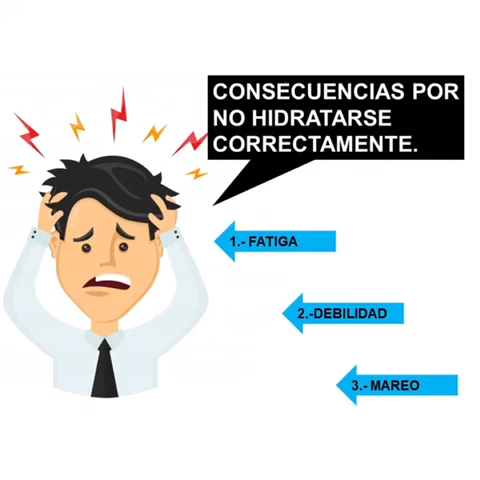 CONSECUENCIAS POR
NO HIDRATARSE
CORRECTAMENTE.
1.- FATIGA
2.-DEBILIDAD
3.- MAREO